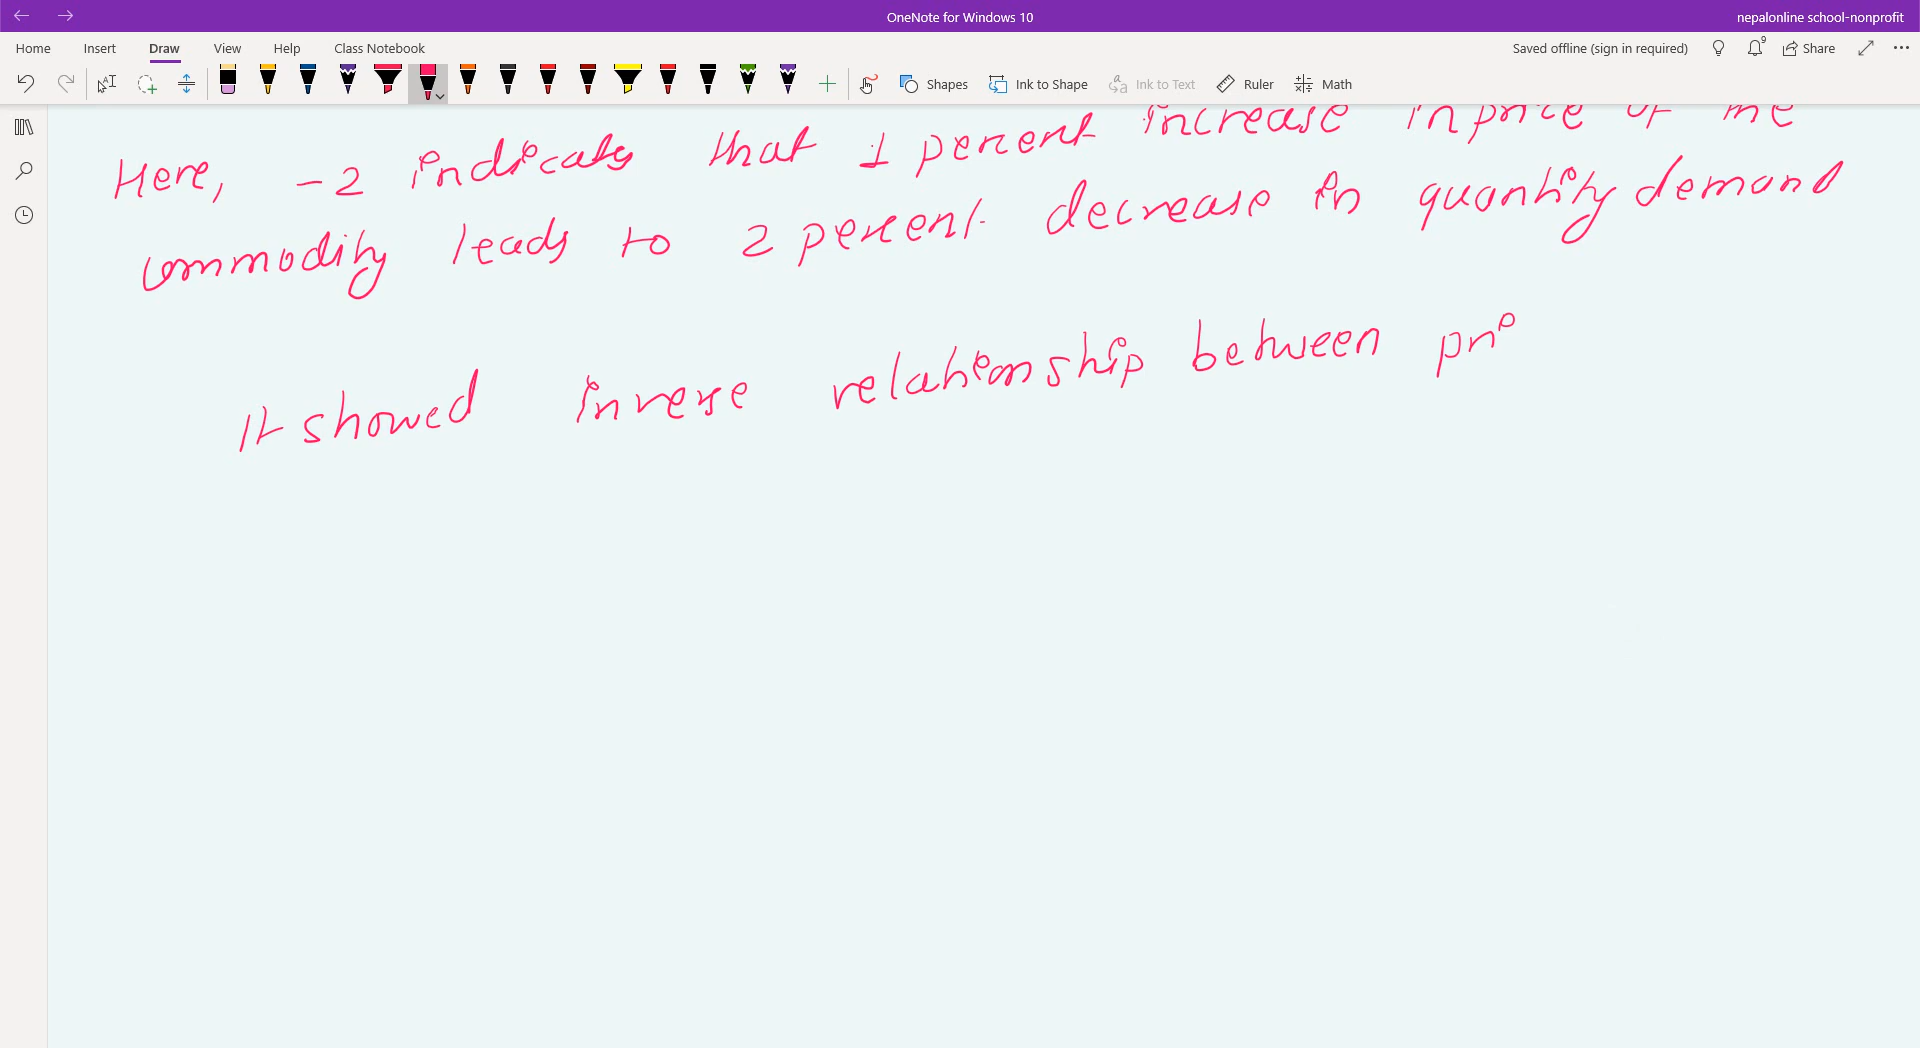 OneNote for Windows 10
nepalonline school-nonprofit
Home Insert Draw View Help Class Notebook
Saved offline (sign in required) 9 Share
Shapes Ink to Shape Ink to Text Ruler Math
Here, -2 indicates that 1 percent increase in price of the
commodity leads to 2 percent decrease in quantity demand
It showed inverse relationship between pri